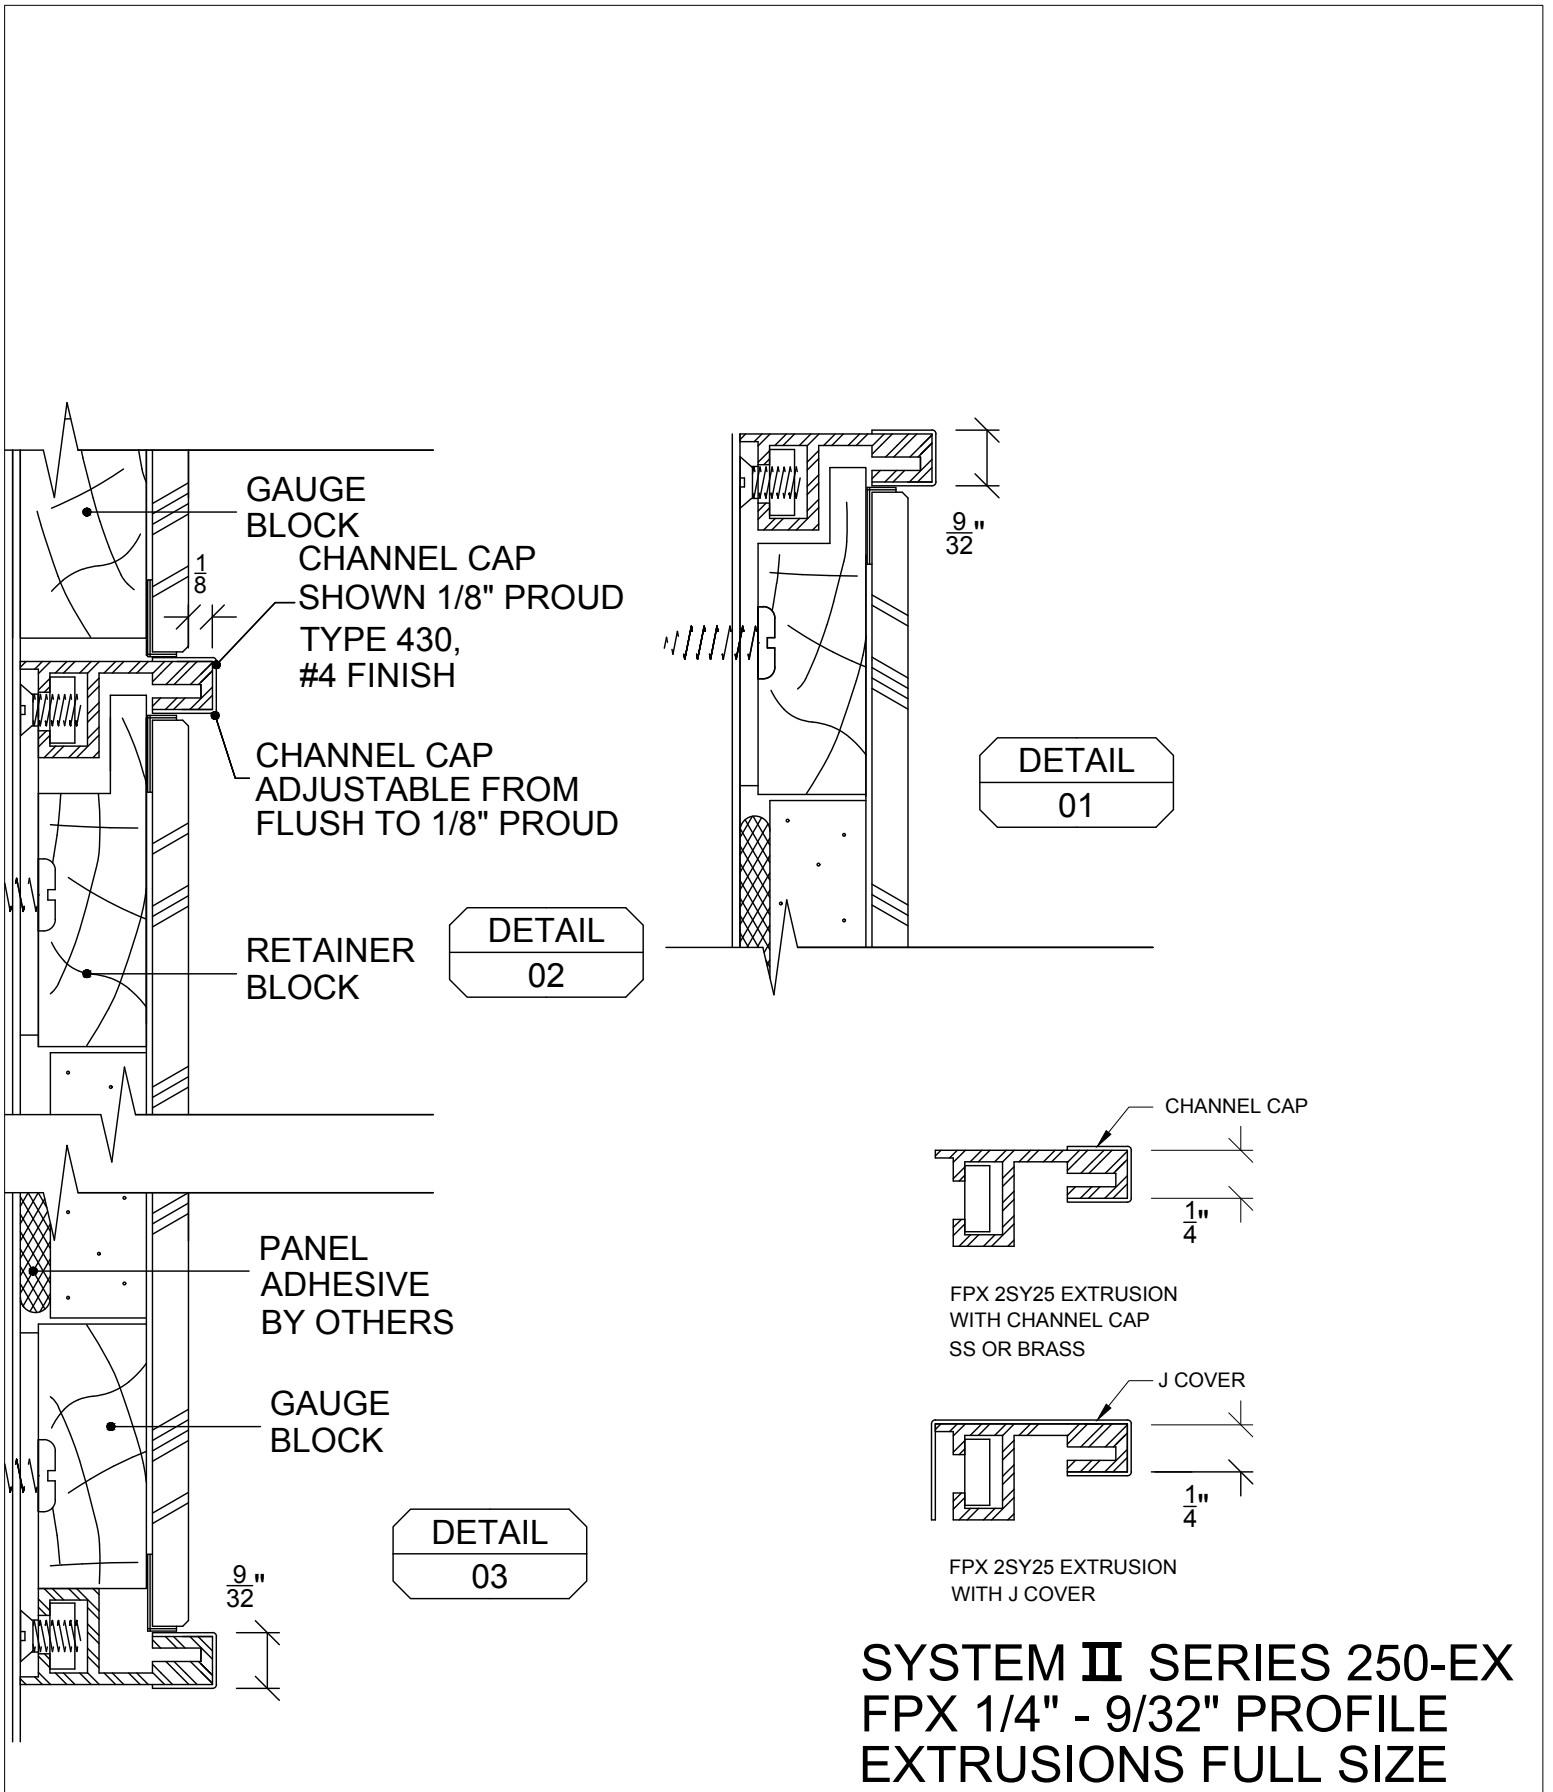 GAUGE
BLOCK
1/8
CHANNEL CAP
SHOWN 1/8" PROUD
TYPE 430,
#4 FINISH
CHANNEL CAP
ADJUSTABLE FROM
FLUSH TO 1/8" PROUD
RETAINER
BLOCK
DETAIL
02
9/32"
DETAIL
01
PANEL
ADHESIVE
BY OTHERS
GAUGE
BLOCK
DETAIL
03
9/32"
CHANNEL CAP
1/4"
FPX 2SY25 EXTRUSION
WITH CHANNEL CAP
SS OR BRASS
J COVER
1/4"
FPX 2SY25 EXTRUSION
WITH J COVER
SYSTEM II SERIES 250-EX
FPX 1/4" - 9/32" PROFILE
EXTRUSIONS FULL SIZE